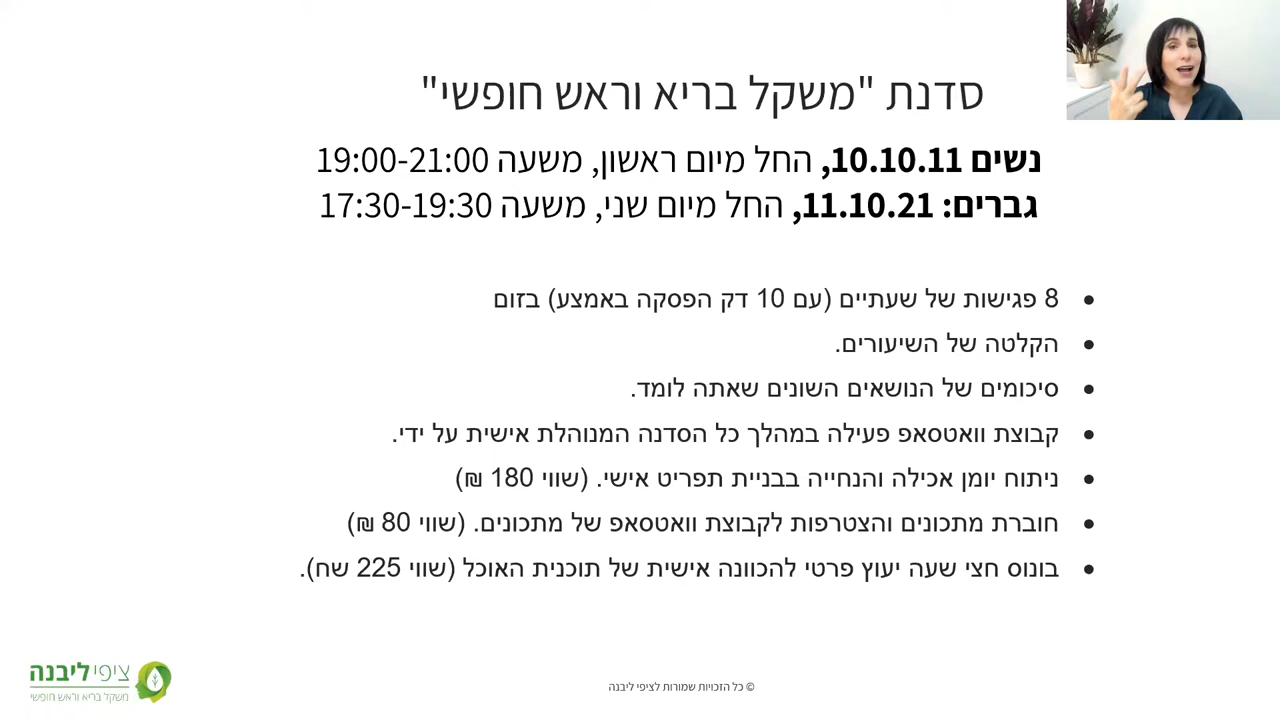 סדנת "משקל בריא וראש חופשי"
נשים 10.10.11, החל מיום ראשון, משעה 19:00-21:00
גברים: 11.10.21, החל מיום שני, משעה 17:30-19:30
• 8 פגישות של שעתיים (עם 10 דק הפסקה באמצע) בזום
• הקלטה של השיעורים.
• סיכומים של הנושאים השונים שאתה לומד.
• קבוצת וואטסאפ פעילה במהלך כל הסדנה המנוהלת אישית על ידי.
• ניתוח יומן אכילה והנחייה בבניית תפריט אישי. (שווי 180 ₪)
• חוברת מתכונים והצטרפות לקבוצת וואטסאפ של מתכונים. (שווי 80 ₪)
• בונוס חצי שעה יעוץ פרטי להכוונה אישית של תוכנית האוכל (שווי 225 שח).
ציפי ליבנה
משקל בריא וראש חופשי
© כל הזכויות שמורות לציפי ליבנה